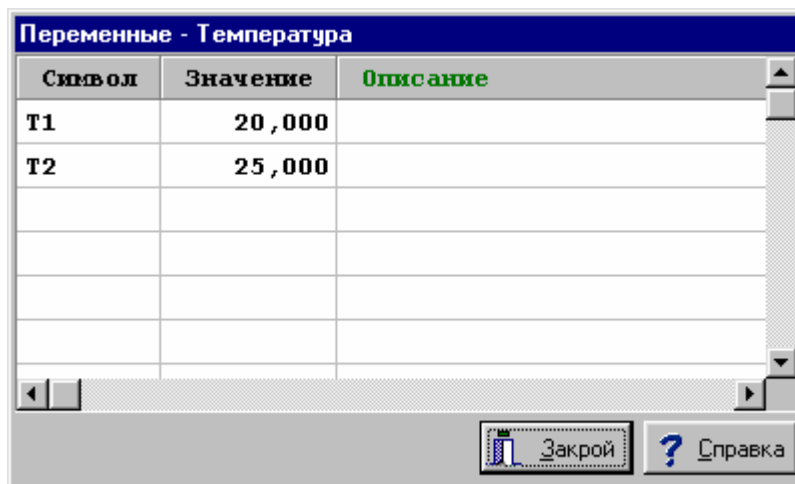 Переменные - Температура
Символ Значение Описание
T1 20,000
T2 25,000
Закрой ? Справка